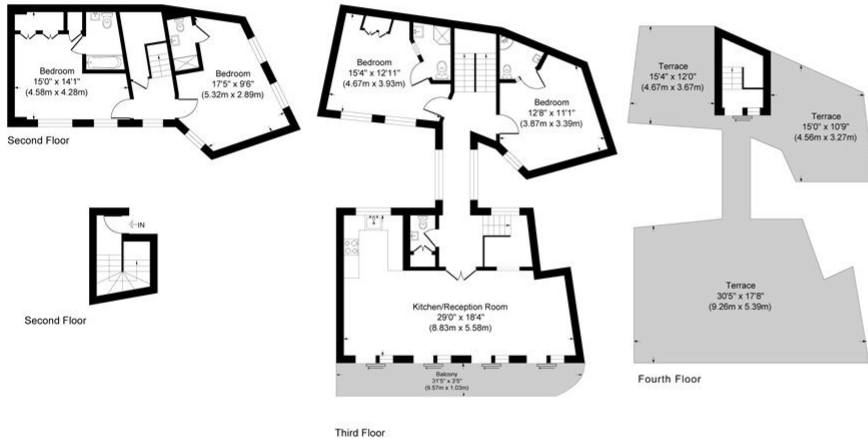 Bedroom
15'0" x 14'1"
(4.58m x 4.28m)
Bedroom
17'5" x 9'6"
(5.32m x 2.89m)
Second Floor
IN
Second Floor
Bedroom
15'4" x 12'11"
(4.67m x 3.93m)
Bedroom
12'8" x 11'1"
(3.87m x 3.39m)
Kitchen/Reception Room
29'0" x 18'4"
(8.83m x 5.58m)
Balcony
31'5" x 3'5"
(9.57m x 1.03m)
Third Floor
Terrace
15'4" x 12'0"
(4.67m x 3.67m)
Terrace
15'0" x 10'9"
(4.56m x 3.27m)
Terrace
30'5" x 17'8"
(9.26m x 5.39m)
Fourth Floor